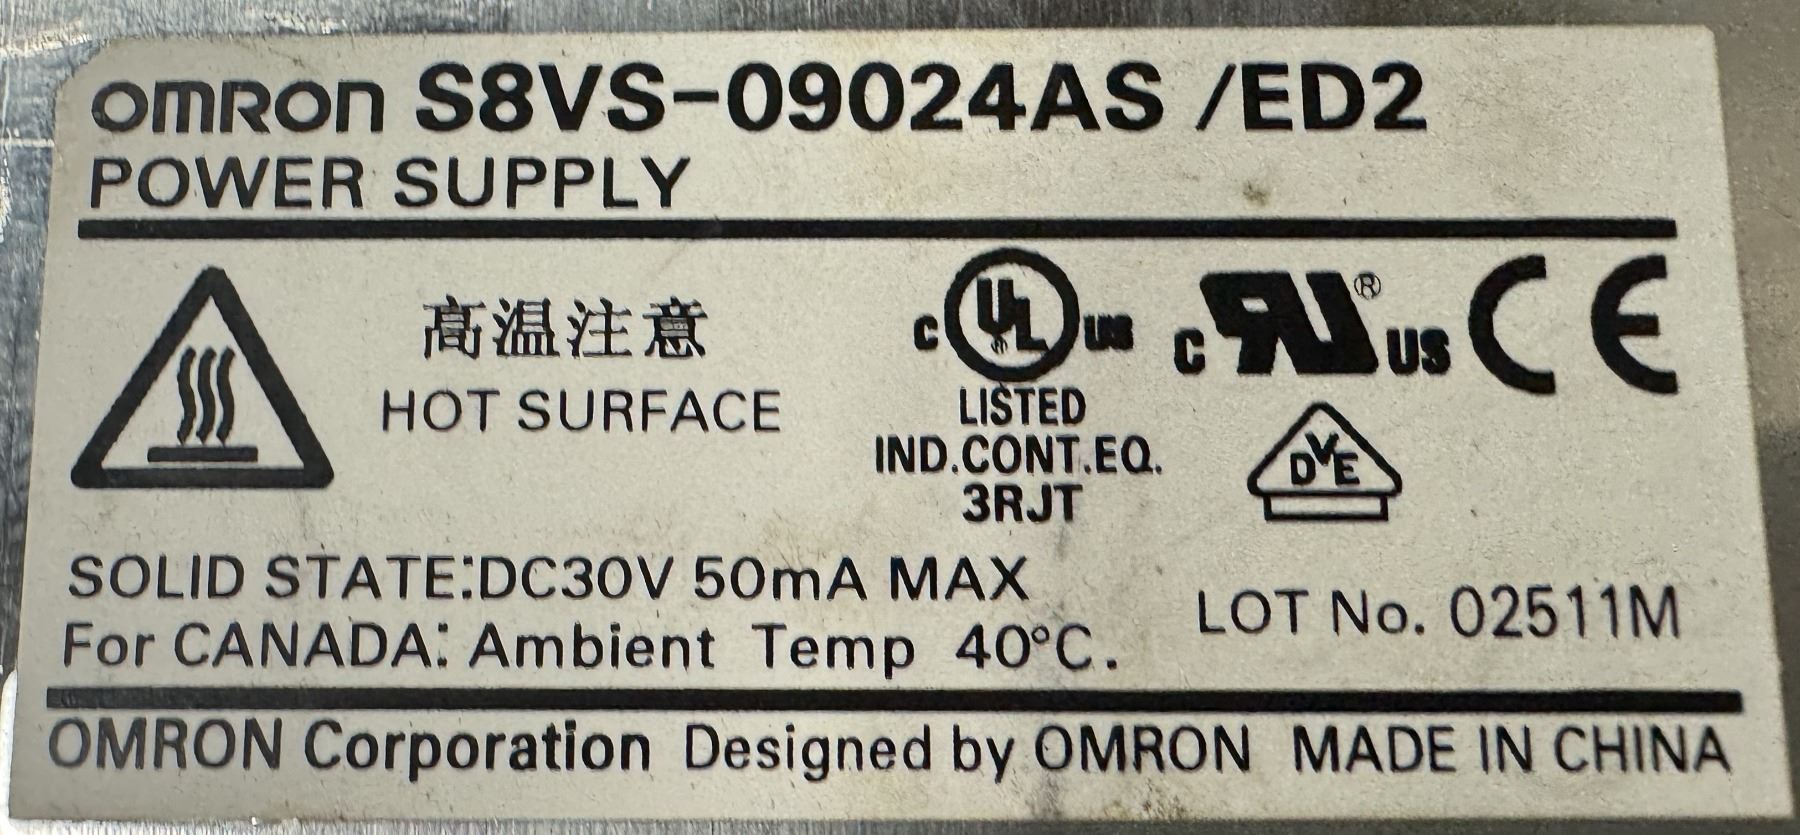 OMRON S8VS-09024AS /ED2
POWER SUPPLY
高温注意
HOT SURFACE
C UL US
LISTED
IND.CONT.EQ.
3RJT
C RU® US CE
DVE
SOLID STATE:DC30V 50mA MAX
For CANADA: Ambient Temp 40°C.
LOT No. 02511M
OMRON Corporation Designed by OMRON MADE IN CHINA